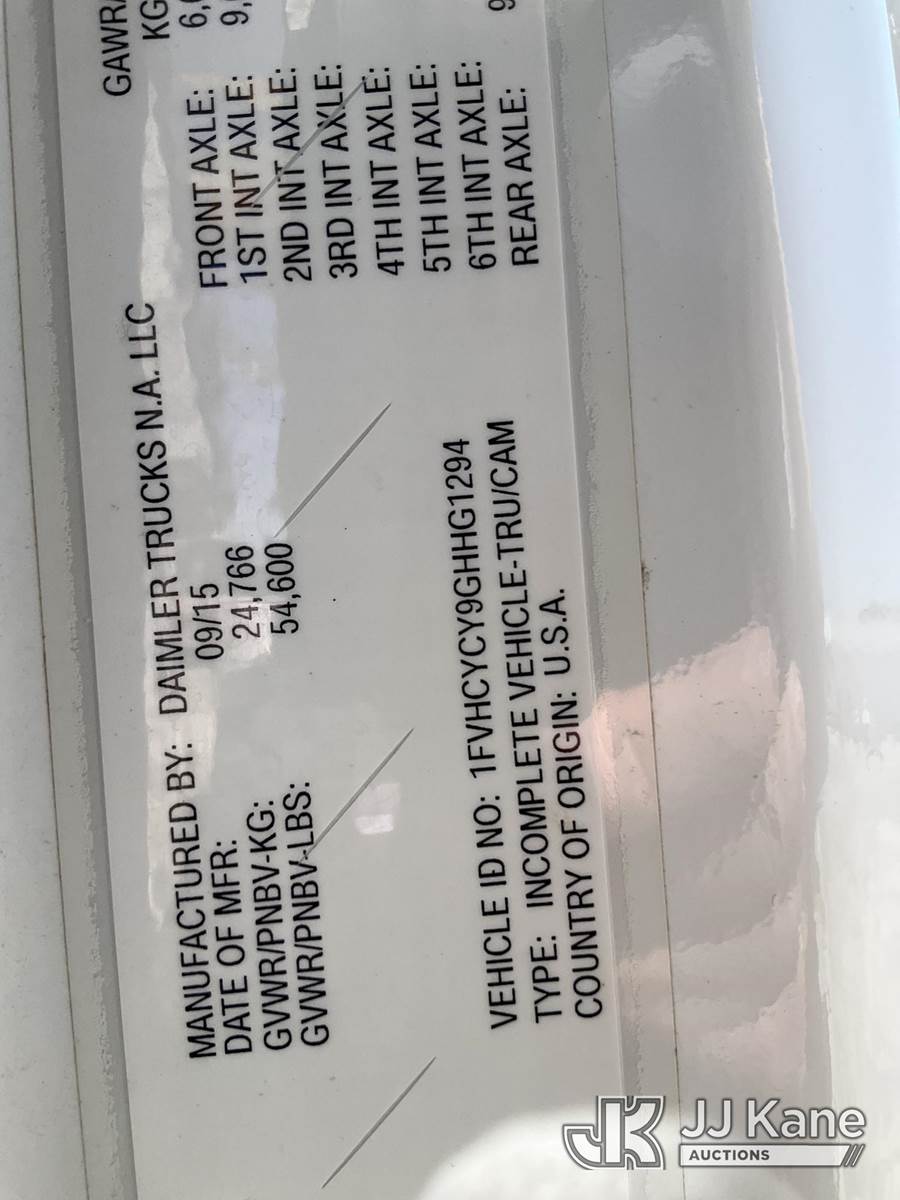 MANUFACTURED BY: DAIMLER TRUCKS N.A. LLC
DATE OF MFR: 09/15
GVWR/PNBV-KG: 24,766
GVWR/PNBV-LBS: 54,600
VEHICLE ID NO: 1FVHCYCY9GHHG1294
TYPE: INCOMPLETE VEHICLE-TRU/CAM
COUNTRY OF ORIGIN: U.S.A.
KG
FRONT AXLE:
1ST INT AXLE:
2ND INT AXLE:
3RD INT AXLE:
4TH INT AXLE:
5TH INT AXLE:
6TH INT AXLE:
REAR AXLE:
JK JJ Kane
AUCTIONS